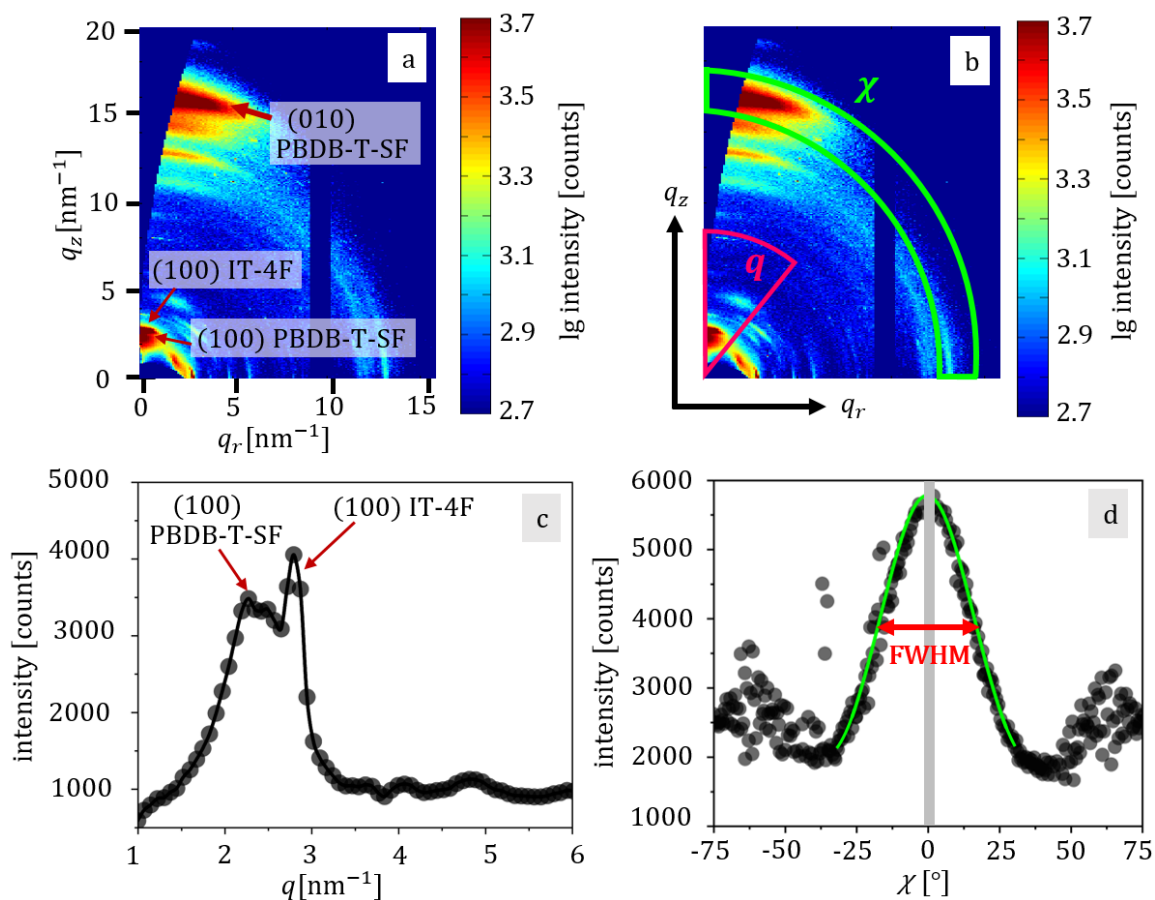 a
20
15
10
5
0
q_z[nm⁻¹]
0
5
10
15
q_r[nm⁻¹]
(010)
PBDB-T-SF
(100) IT-4F
(100) PBDB-T-SF
3.7
3.5
3.3
3.1
2.9
2.7
lg intensity [counts]
b
χ
q
q_z
q_r
3.7
3.5
3.3
3.1
2.9
2.7
lg intensity [counts]
c
5000
4000
3000
2000
1000
intensity [counts]
(100)
PBDB-T-SF
(100) IT-4F
1
2
3
4
5
6
q[nm⁻¹]
d
6000
5000
4000
3000
2000
1000
intensity [counts]
FWHM
-75
-50
-25
0
25
50
75
χ [°]